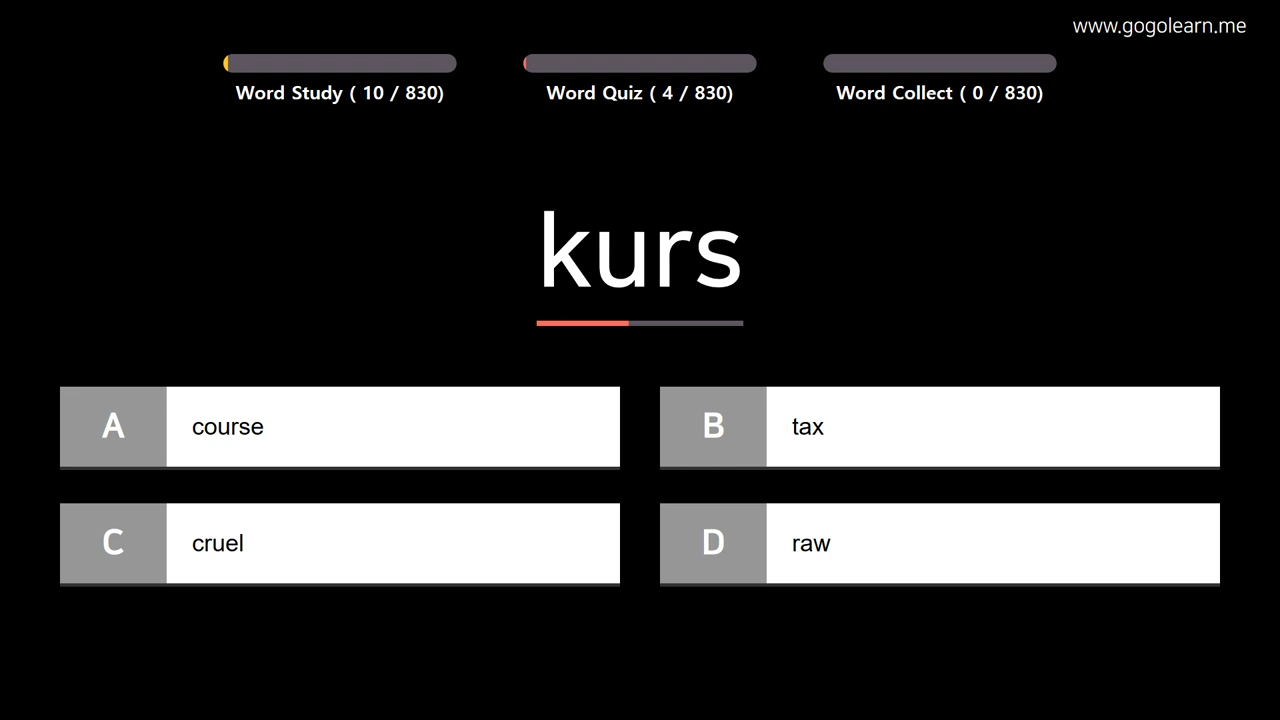 www.gogolearn.me
Word Study ( 10 / 830)
Word Quiz ( 4 / 830)
Word Collect ( 0 / 830)
kurs
A course
B tax
C cruel
D raw